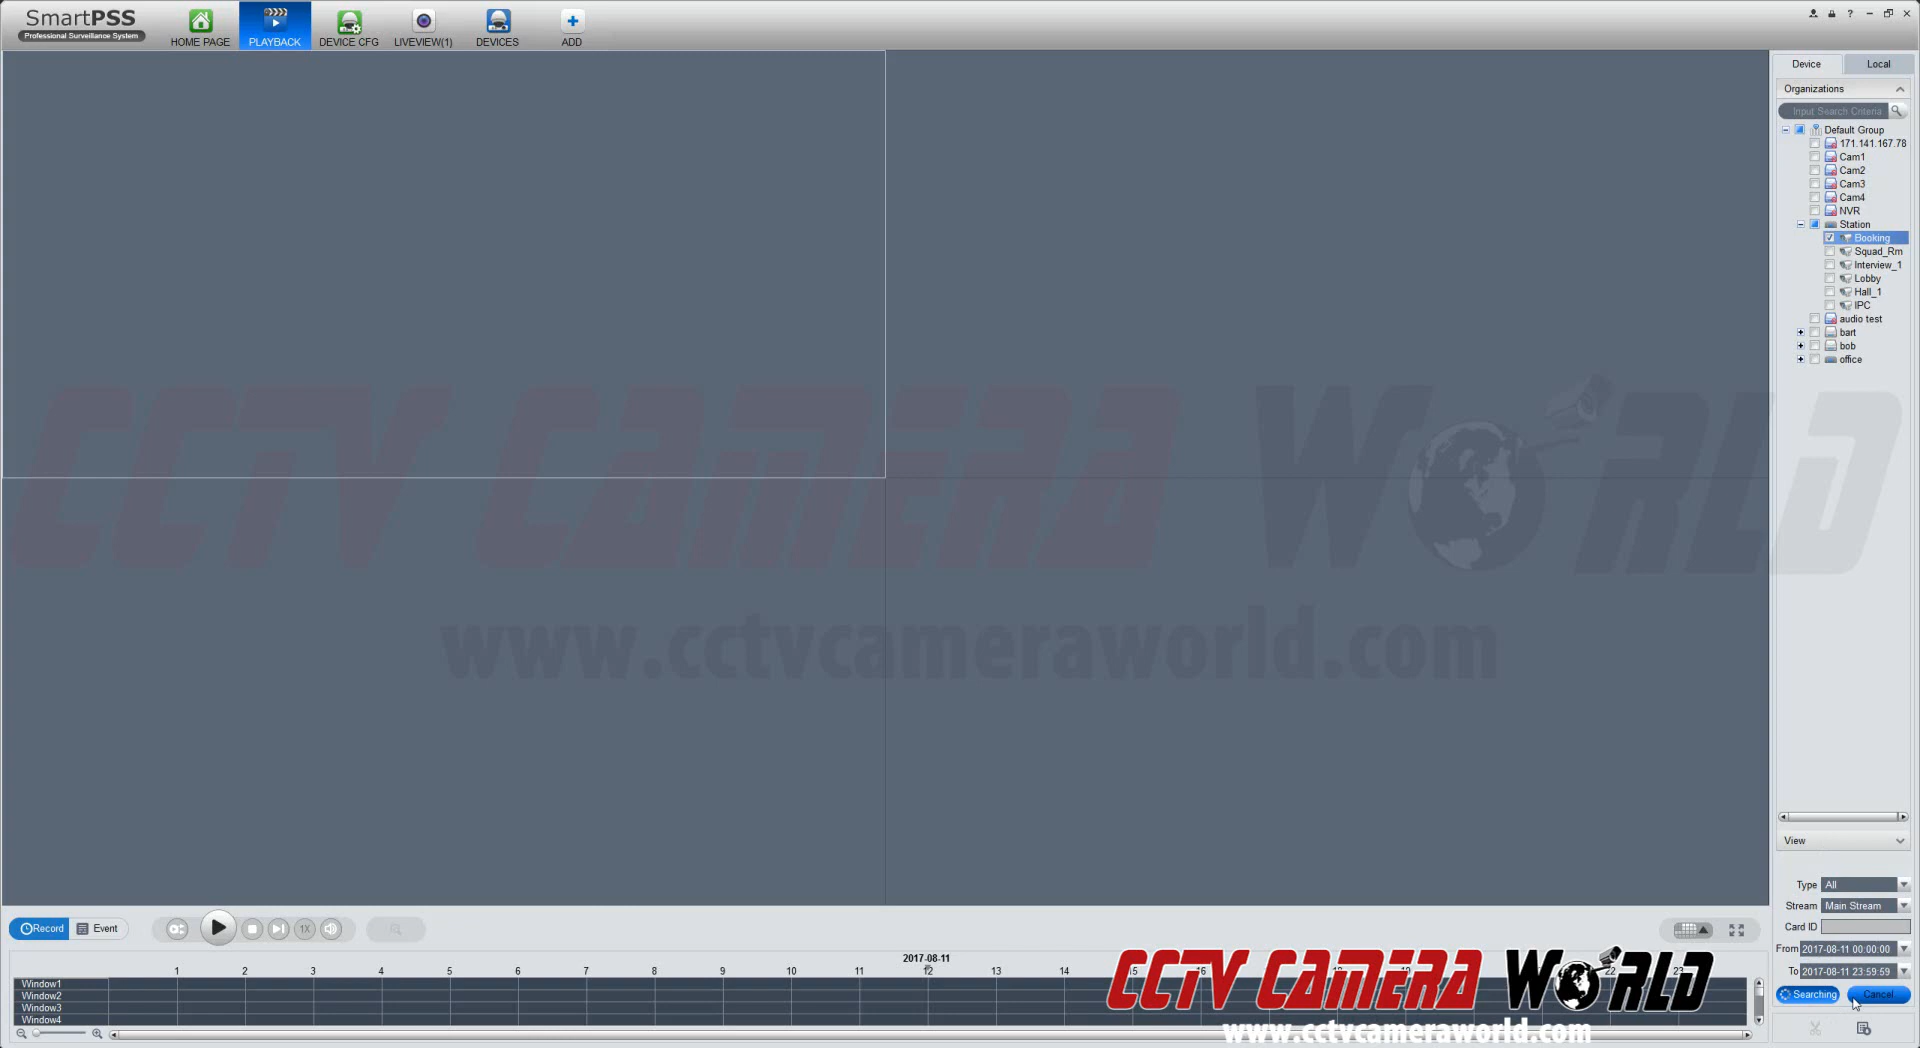 SmartPSS
Professional Surveillance System
HOME PAGE
PLAYBACK
DEVICE CFG
LIVEVIEW(1)
DEVICES
ADD
Device
Local
Organizations
Input Search Criteria
Default Group
171.141.167.78
Cam1
Cam2
Cam3
Cam4
NVR
Station
Booking
Squad_Rm
Interview_1
Lobby
Hall_1
IPC
audio test
bart
bob
office
CCTV CAMERA WORLD
www.cctvcameraworld.com
View
Type All
Stream Main Stream
Card ID
From 2017-08-11 00:00:00
To 2017-08-11 23:59:59
Searching
Cancel
Record
Event
1X
2017-08-11
1 2 3 4 5 6 7 8 9 10 11 12 13 14 15 16 22 23
Window1
Window2
Window3
Window4
CCTV CAMERA WORLD
www.cctvcameraworld.com